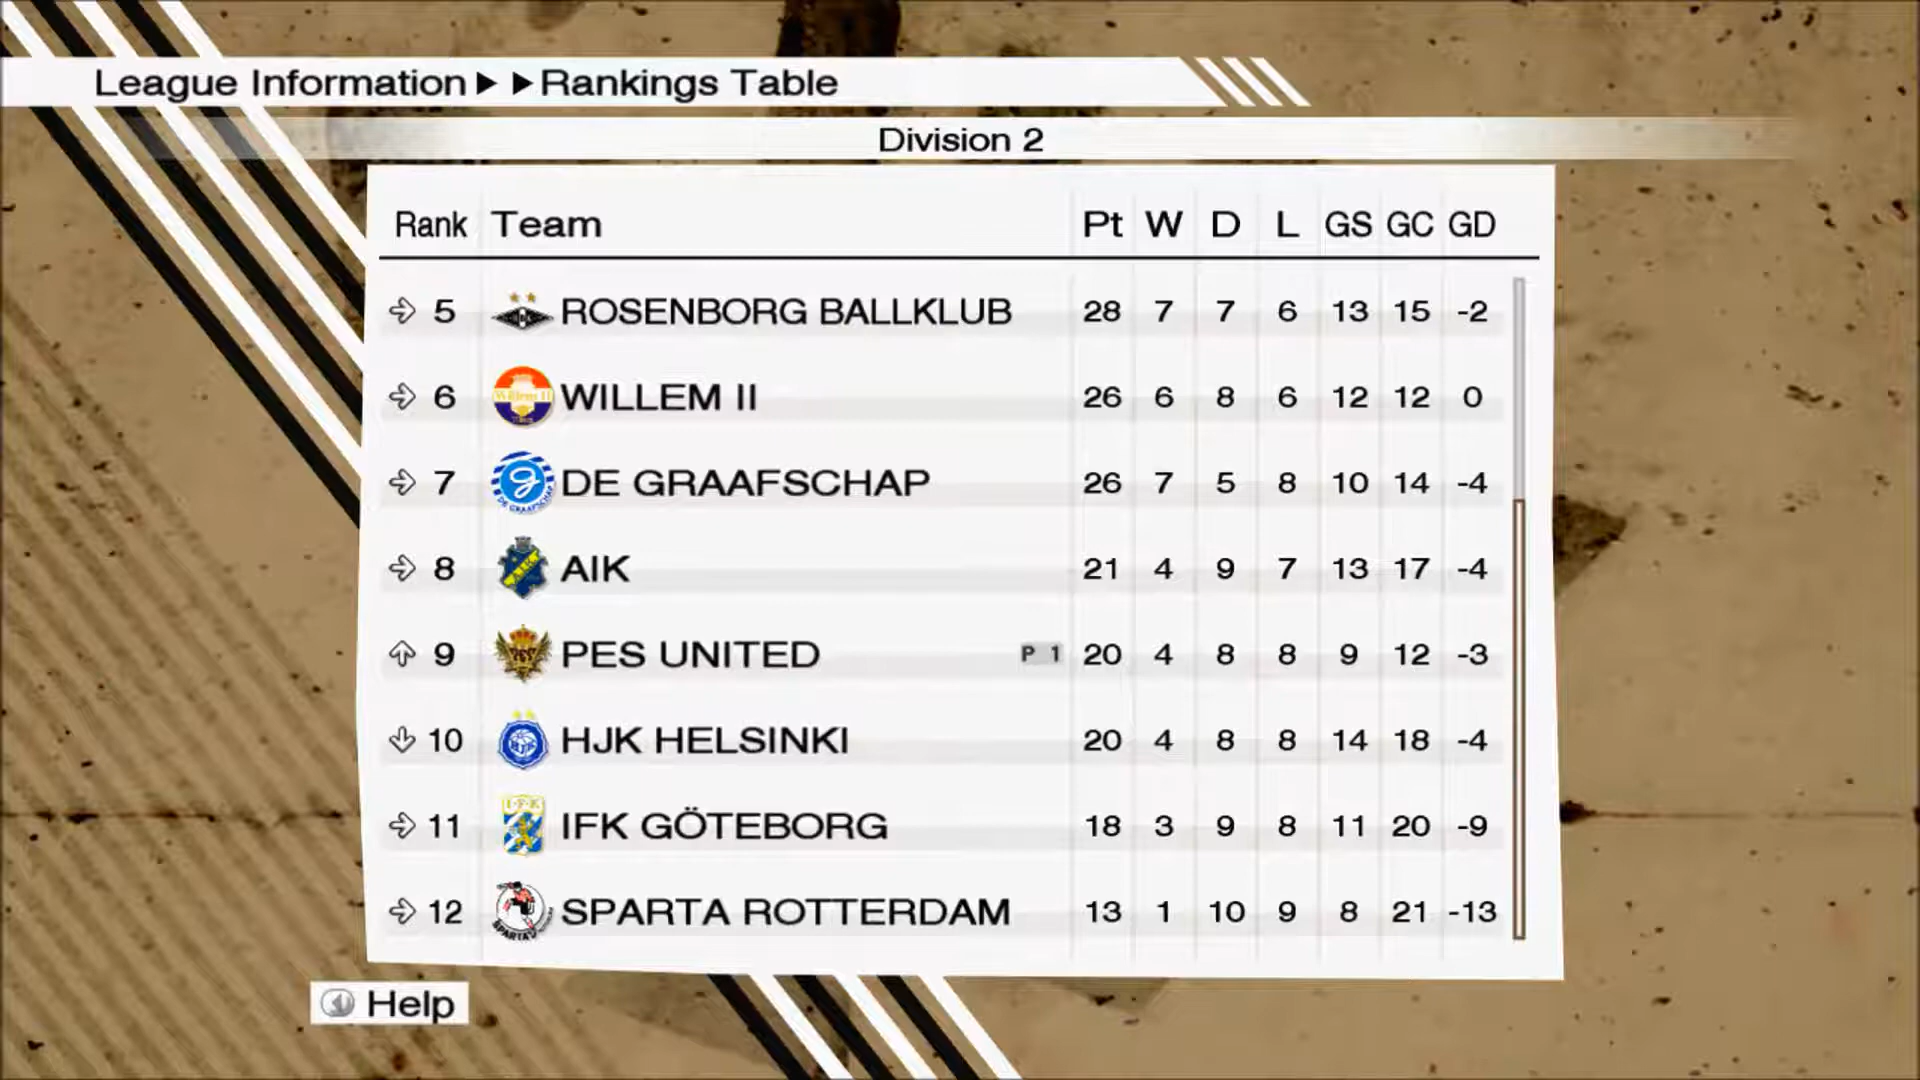 League Information ▶ ▶ Rankings Table
Division 2
Rank Team Pt W D L GS GC GD
5 ROSENBORG BALLKLUB 28 7 7 6 13 15 -2
6 WILLEM II 26 6 8 6 12 12 0
7 DE GRAAFSCHAP 26 7 5 8 10 14 -4
8 AIK 21 4 9 7 13 17 -4
9 PES UNITED P 1 20 4 8 8 9 12 -3
10 HJK HELSINKI 20 4 8 8 14 18 -4
11 IFK GÖTEBORG 18 3 9 8 11 20 -9
12 SPARTA ROTTERDAM 13 1 10 9 8 21 -13
Help